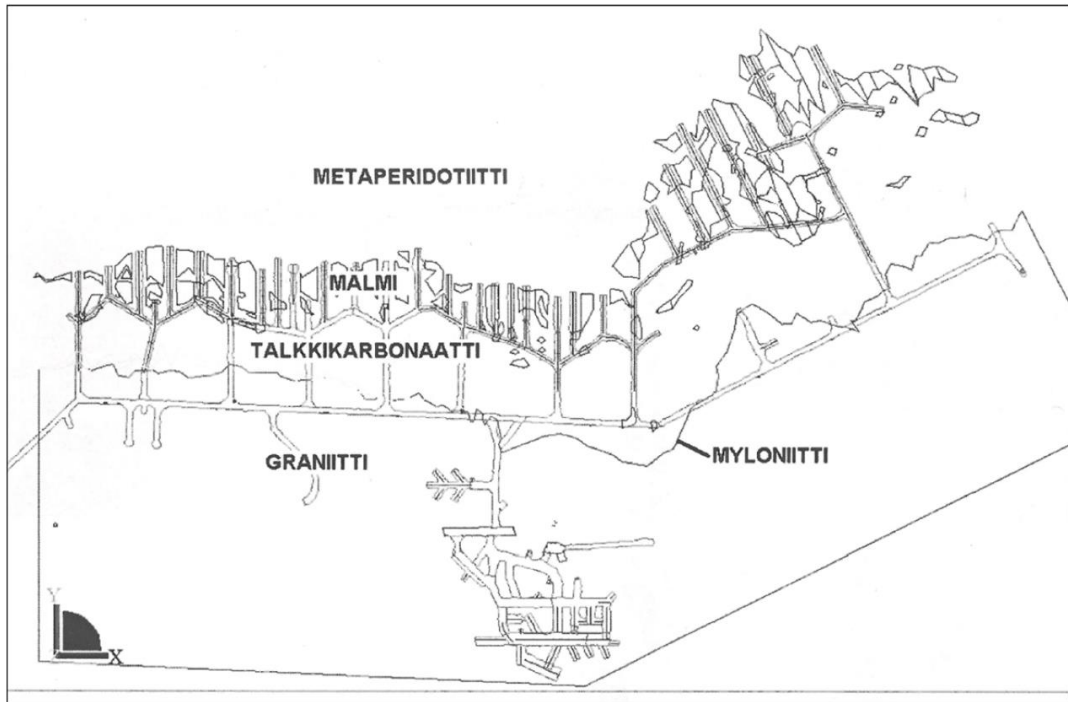 METAPERIDOTIITTI
MALMI
TALKKIKARBONAATTI
GRANIITTI
MYLONIITTI
Y
X